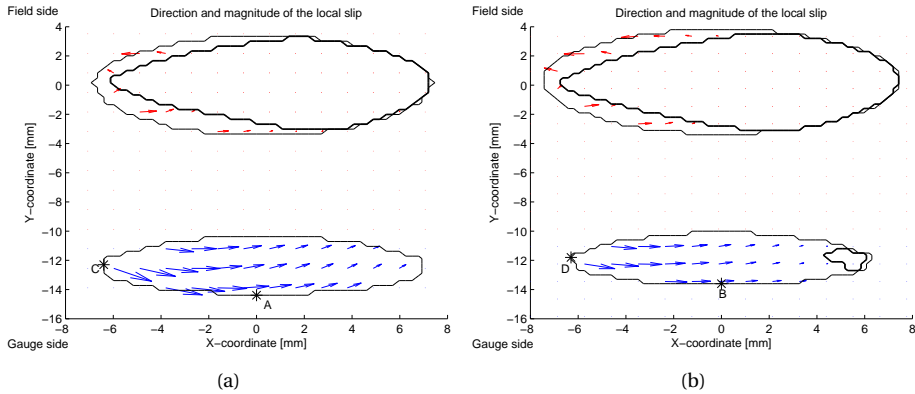 Field side
Direction and magnitude of the local slip
4
2
0
−2
−4
−6
−8
−10
−12
−14
−16
Y−coordinate [mm]
C
A
−8 −6 −4 −2 0 2 4 6 8
X−coordinate [mm]
Gauge side
(a)
Field side
Direction and magnitude of the local slip
4
2
0
−2
−4
−6
−8
−10
−12
−14
−16
Y−coordinate [mm]
D
B
−8 −6 −4 −2 0 2 4 6 8
X−coordinate [mm]
Gauge side
(b)